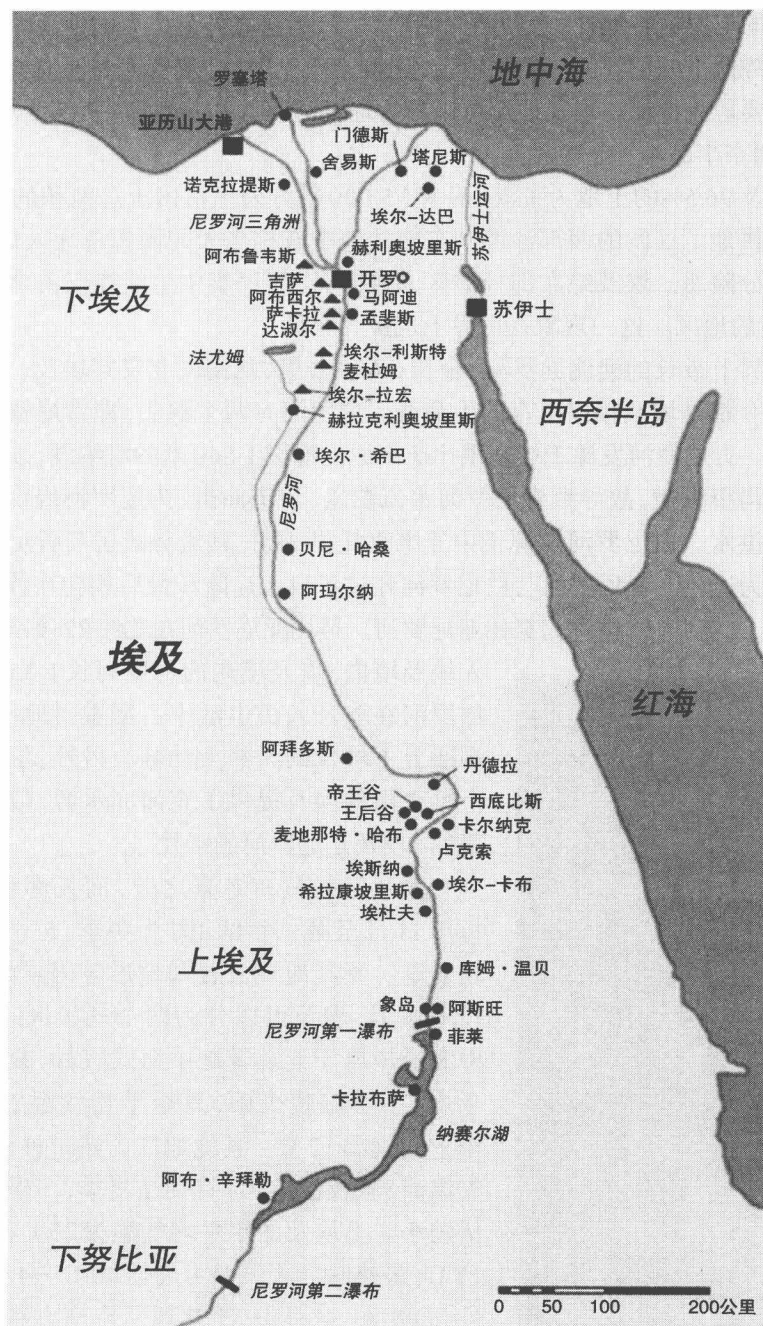 地中海
罗塞塔
亚历山大港
门德斯
塔尼斯
舍易斯
诺克拉提斯
埃尔-达巴
苏伊士运河
尼罗河三角洲
赫利奥坡里斯
阿布鲁韦斯
吉萨
开罗
下埃及
阿布西尔
马阿迪
萨卡拉
孟斐斯
苏伊士
达淑尔
法尤姆
埃尔-利斯特
麦杜姆
埃尔-拉宏
赫拉克利奥坡里斯
西奈半岛
埃尔·希巴
尼罗河
贝尼·哈桑
阿玛尔纳
埃及
红海
阿拜多斯
丹德拉
帝王谷
西底比斯
王后谷
麦地那特·哈布
卡尔纳克
卢克索
埃斯纳
埃尔-卡布
希拉康坡里斯
埃杜夫
上埃及
库姆·温贝
象岛
阿斯旺
尼罗河第一瀑布
菲莱
卡拉布萨
纳赛尔湖
阿布·辛拜勒
下努比亚
尼罗河第二瀑布
0 50 100 200公里